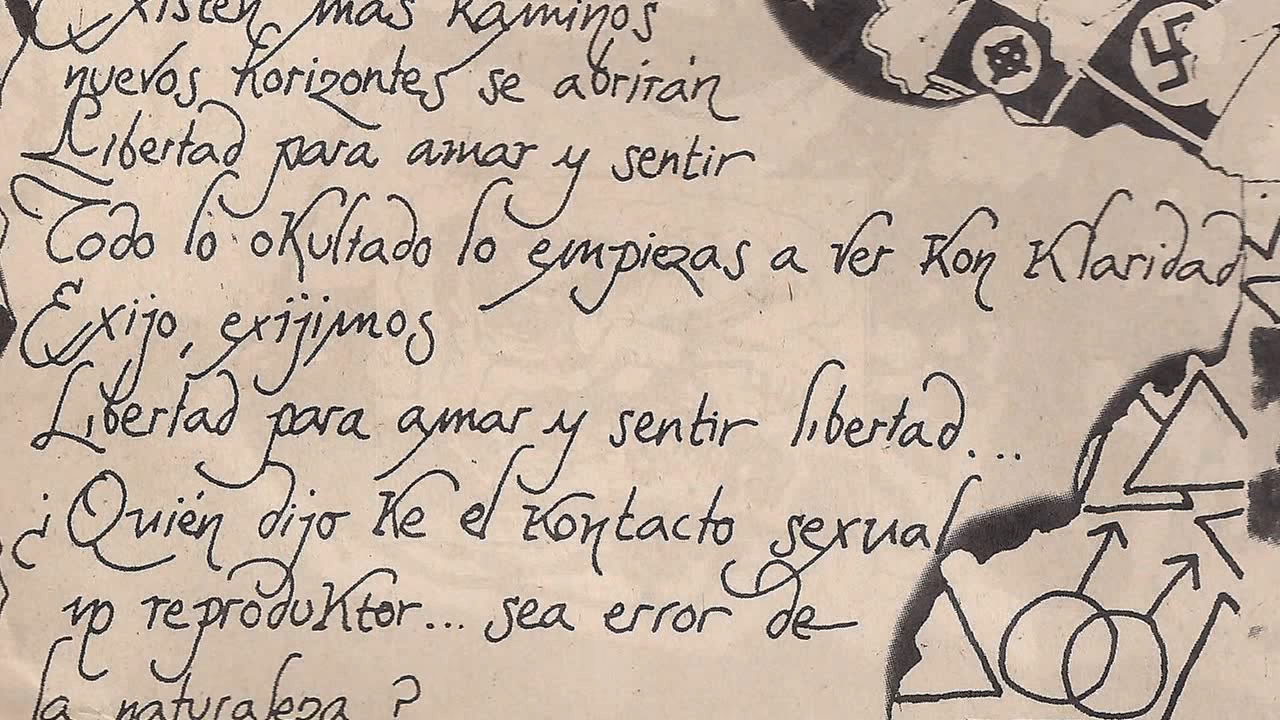 Existen mas kaminos
nuevos horizontes se abrirán
Libertad para amar y sentir
Todo lo oKultado lo empiezas a ver Kon Klaridad
Exijo, exijimos
Libertad para amar y sentir libertad...
¿Quién dijo Ke el Kontacto sexual
no reproduKtor... sea error de
la naturaleza?